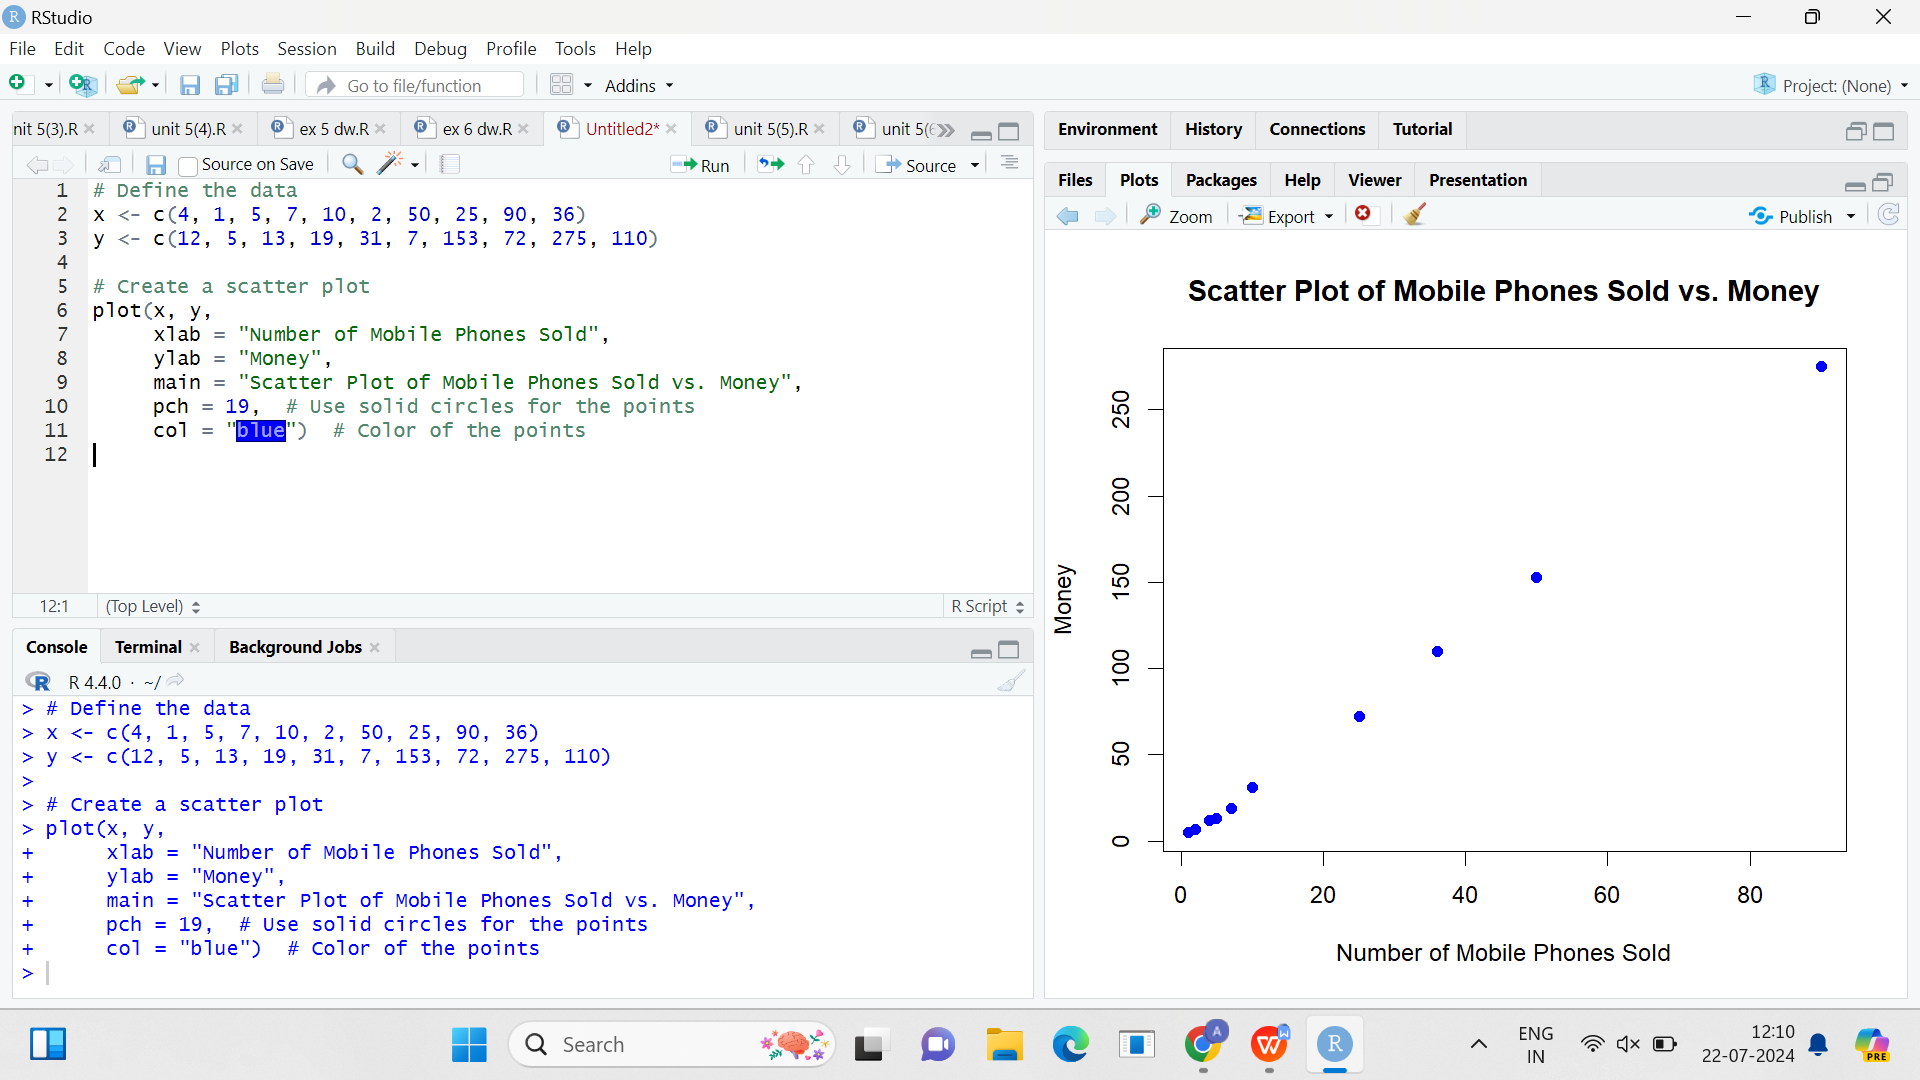 RStudio
File Edit Code View Plots Session Build Debug Profile Tools Help
Go to file/function Addins Project: (None)
nit 5(3).R unit 5(4).R ex 5 dw.R ex 6 dw.R Untitled2* unit 5(5).R unit 5(6
Source on Save Run Source
1 # Define the data
2 x <- c(4, 1, 5, 7, 10, 2, 50, 25, 90, 36)
3 y <- c(12, 5, 13, 19, 31, 7, 153, 72, 275, 110)
4
5 # Create a scatter plot
6 plot(x, y,
7 xlab = "Number of Mobile Phones Sold",
8 ylab = "Money",
9 main = "Scatter Plot of Mobile Phones Sold vs. Money",
10 pch = 19,  # Use solid circles for the points
11 col = "blue")  # Color of the points
12
12:1 (Top Level) R Script
Console Terminal Background Jobs
R R 4.4.0 · ~/
> # Define the data
> x <- c(4, 1, 5, 7, 10, 2, 50, 25, 90, 36)
> y <- c(12, 5, 13, 19, 31, 7, 153, 72, 275, 110)
>
> # Create a scatter plot
> plot(x, y,
+ xlab = "Number of Mobile Phones Sold",
+ ylab = "Money",
+ main = "Scatter Plot of Mobile Phones Sold vs. Money",
+ pch = 19,  # Use solid circles for the points
+ col = "blue")  # Color of the points
>
Environment History Connections Tutorial
Files Plots Packages Help Viewer Presentation
Zoom Export Publish
Scatter Plot of Mobile Phones Sold vs. Money
250
200
150
100
50
0
Money
0 20 40 60 80
Number of Mobile Phones Sold
Search
A
W
R
ENG
IN
12:10
22-07-2024
PRE